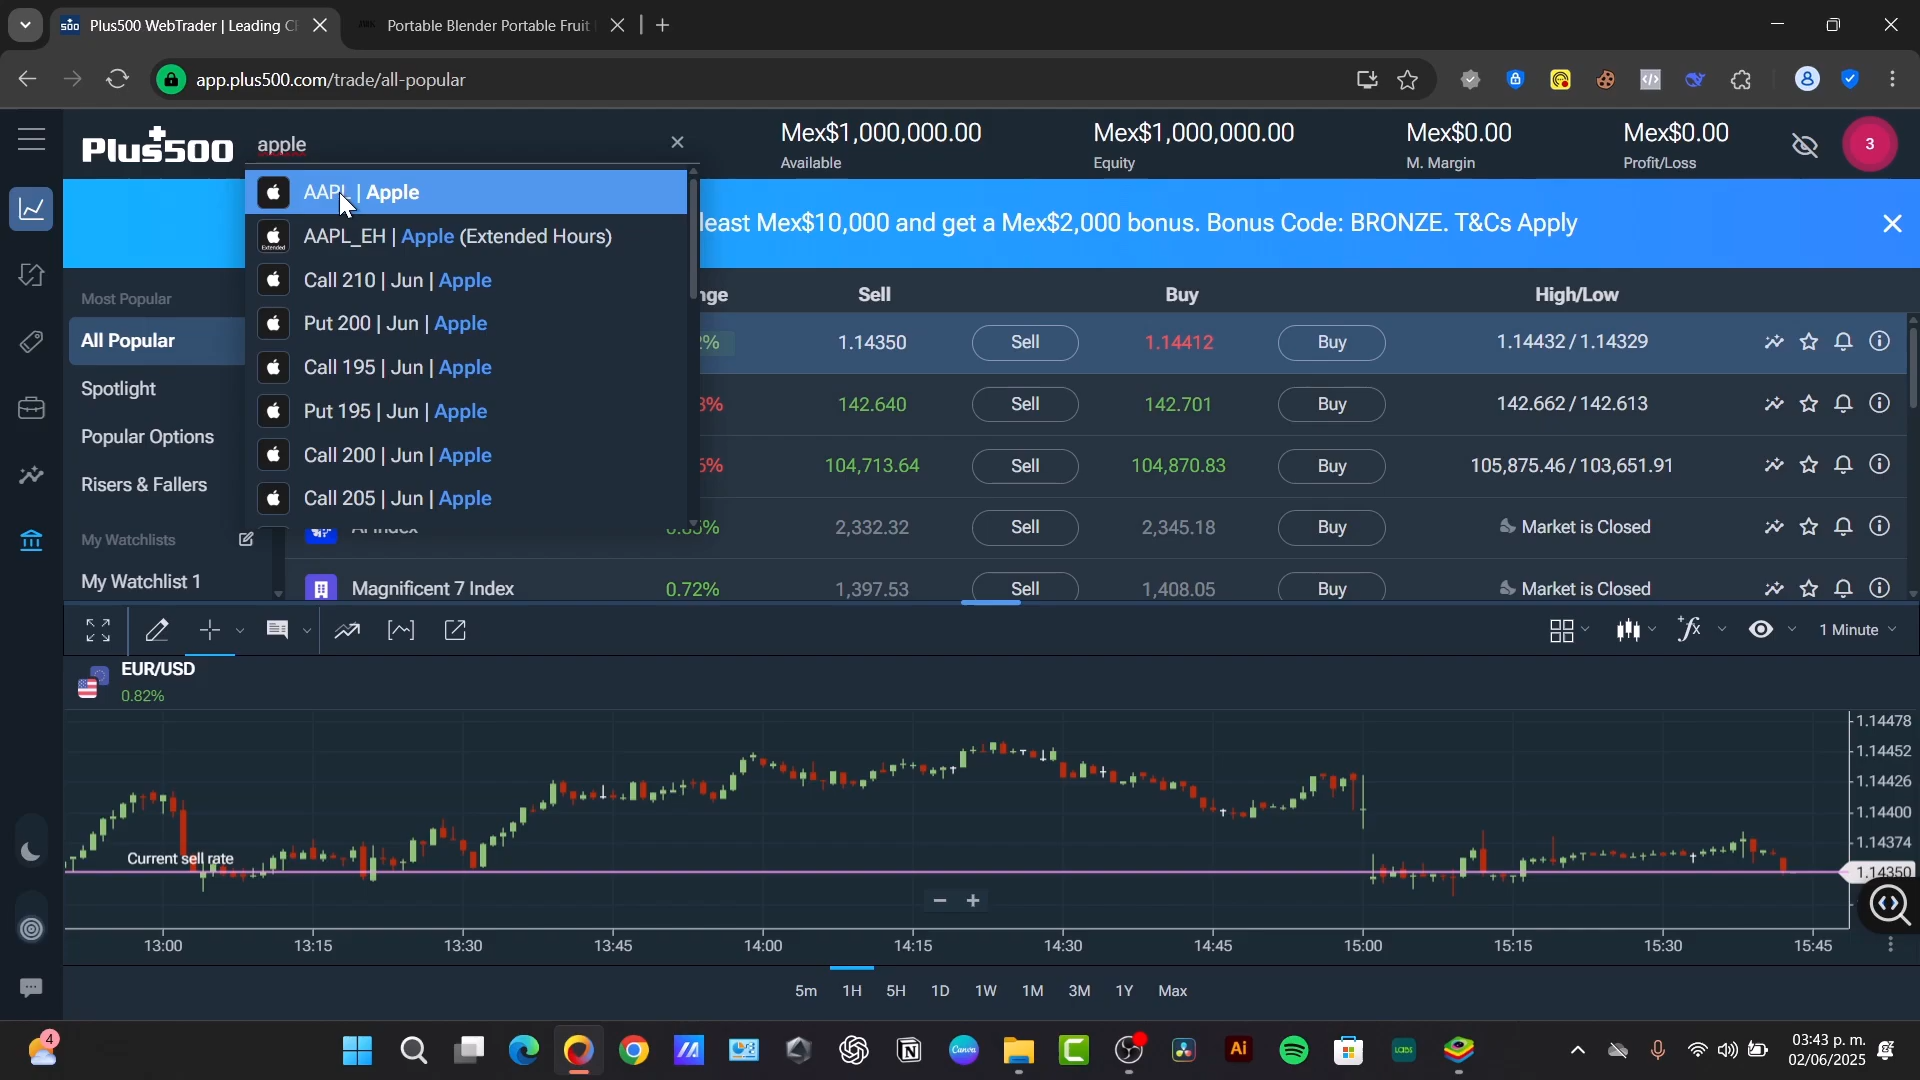 Plus500 WebTrader | Leading CF
Portable Blender Portable Fruit
app.plus500.com/trade/all-popular
Plus500
apple
Mex$1,000,000.00
Available
Mex$1,000,000.00
Equity
Mex$0.00
M. Margin
Mex$0.00
Profit/Loss
3
least Mex$10,000 and get a Mex$2,000 bonus. Bonus Code: BRONZE. T&Cs Apply
AAPL | Apple
AAPL_EH | Apple (Extended Hours)
Call 210 | Jun | Apple
Put 200 | Jun | Apple
Call 195 | Jun | Apple
Put 195 | Jun | Apple
Call 200 | Jun | Apple
Call 205 | Jun | Apple
Most Popular
All Popular
Spotlight
Popular Options
Risers & Fallers
My Watchlists
My Watchlist 1
Sell Buy High/Low
1.14350 Sell 1.14412 Buy 1.14432 / 1.14329
142.640 Sell 142.701 Buy 142.662 / 142.613
104,713.64 Sell 104,870.83 Buy 105,875.46 / 103,651.91
2,332.32 Sell 2,345.18 Buy Market is Closed
Magnificent 7 Index 0.72% 1,397.53 Sell 1,408.05 Buy Market is Closed
1 Minute
EUR/USD
0.82%
Current sell rate
1.14478
1.14452
1.14426
1.14400
1.14374
1.14350
13:00 13:15 13:30 13:45 14:00 14:15 14:30 14:45 15:00 15:15 15:30 15:45
5m 1H 5H 1D 1W 1M 3M 1Y Max
4
Canva
Ai
LABS
03:43 p. m.
02/06/2025